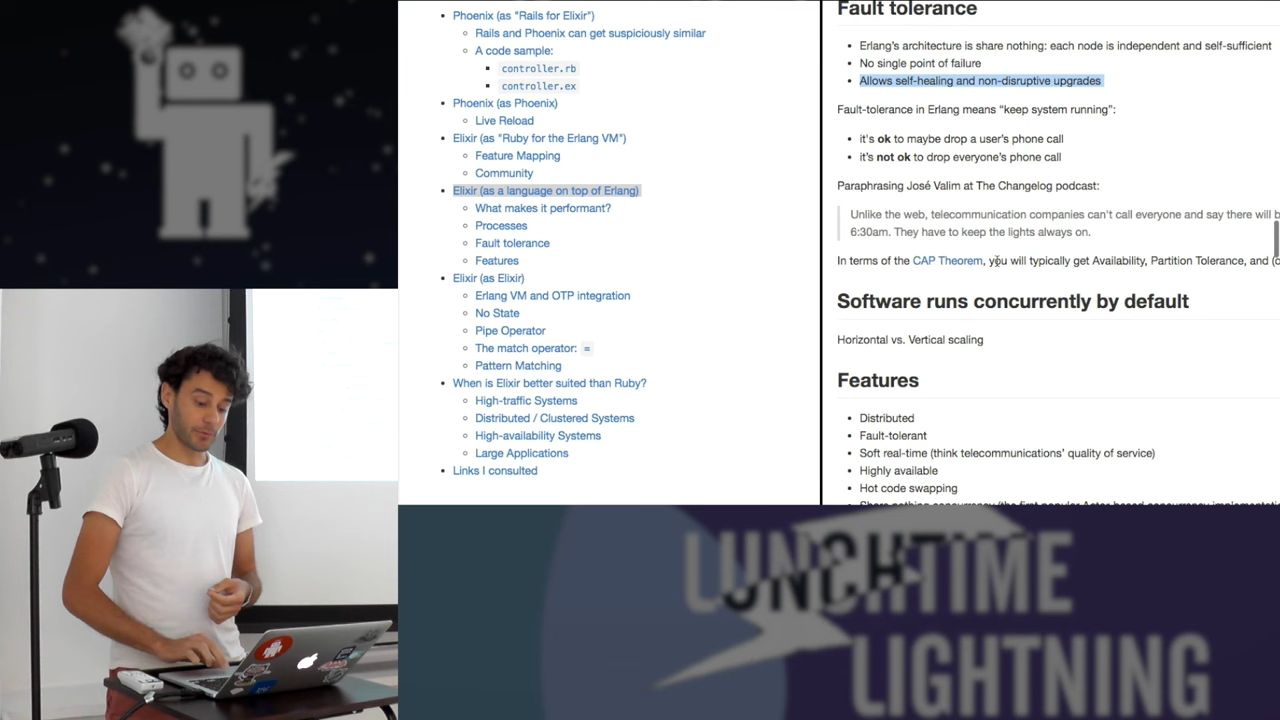 Phoenix (as "Rails for Elixir")
Rails and Phoenix can get suspiciously similar
A code sample:
controller.rb
controller.ex
Phoenix (as Phoenix)
Live Reload
Elixir (as "Ruby for the Erlang VM")
Feature Mapping
Community
Elixir (as a language on top of Erlang)
What makes it performant?
Processes
Fault tolerance
Features
Elixir (as Elixir)
Erlang VM and OTP integration
No State
Pipe Operator
The match operator: =
Pattern Matching
When is Elixir better suited than Ruby?
High-traffic Systems
Distributed / Clustered Systems
High-availability Systems
Large Applications
Links I consulted
Fault tolerance
Erlang's architecture is share nothing: each node is independent and self-sufficient
No single point of failure
Allows self-healing and non-disruptive upgrades
Fault-tolerance in Erlang means “keep system running”:
it's ok to maybe drop a user's phone call
it’s not ok to drop everyone’s phone call
Paraphrasing José Valim at The Changelog podcast:
Unlike the web, telecommunication companies can’t call everyone and say there will
6:30am. They have to keep the lights always on.
In terms of the CAP Theorem, you will typically get Availability, Partition Tolerance, and
Software runs concurrently by default
Horizontal vs. Vertical scaling
Features
Distributed
Fault-tolerant
Soft real-time (think telecommunications’ quality of service)
Highly available
Hot code swapping
Share nothing concurrency (the first popular Actor-based concurrency
LUNCHTIME
LIGHTNING